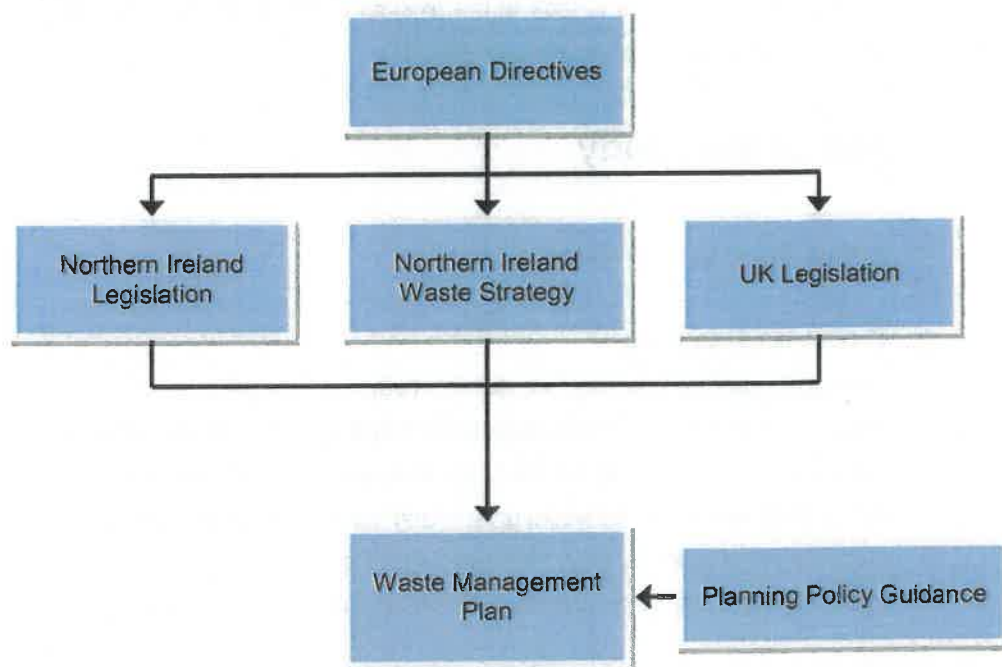 European Directives
Northern Ireland
Legislation
Northern Ireland
Waste Strategy
UK Legislation
Waste Management
Plan
Planning Policy Guidance